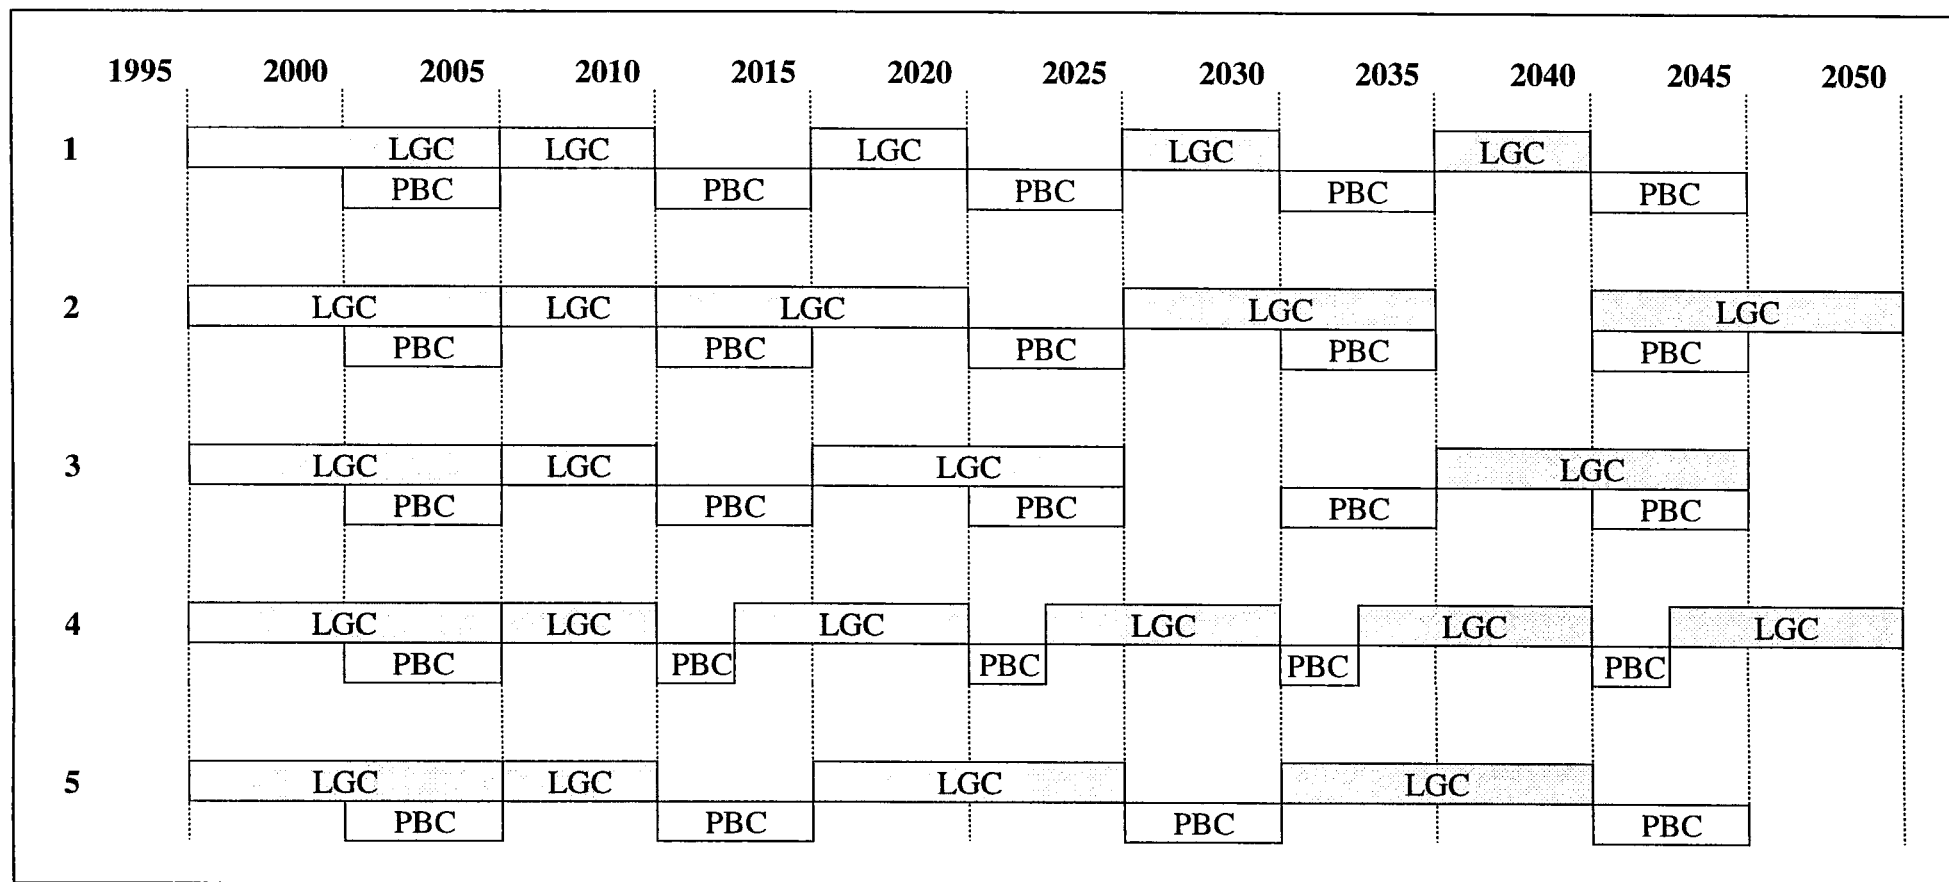 1995 2000 2005 2010 2015 2020 2025 2030 2035 2040 2045 2050
1 LGC LGC LGC LGC LGC
PBC PBC PBC PBC PBC
2 LGC LGC LGC LGC LGC
PBC PBC PBC PBC PBC
3 LGC LGC LGC LGC
PBC PBC PBC PBC PBC
4 LGC LGC LGC LGC LGC LGC
PBC PBC PBC PBC PBC
5 LGC LGC LGC LGC
PBC PBC PBC PBC